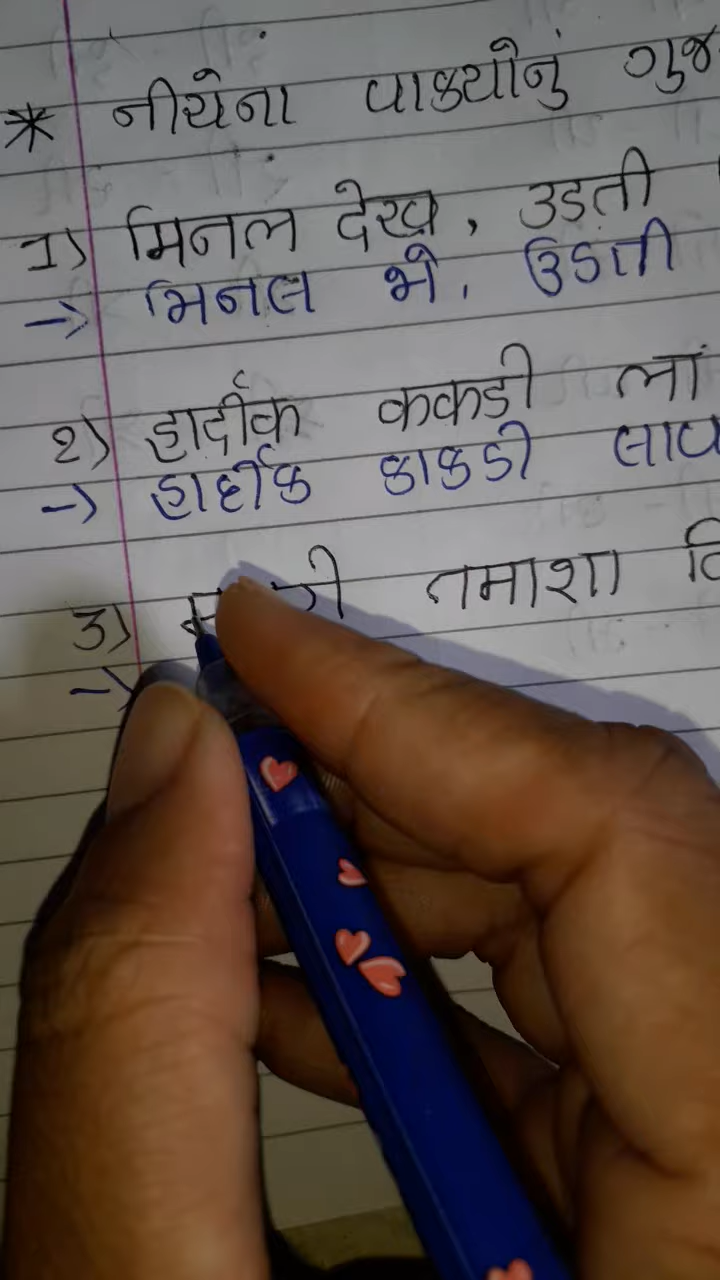 * નીચેના વાક્યોનું ગુજ
1) मिनल देख, उडती
→ મિનલ જો, ઉડતી
2) हार्दीक ककडी ला
→ હાર્દીક કાકડી લાવ
3) तमाशा दि
→